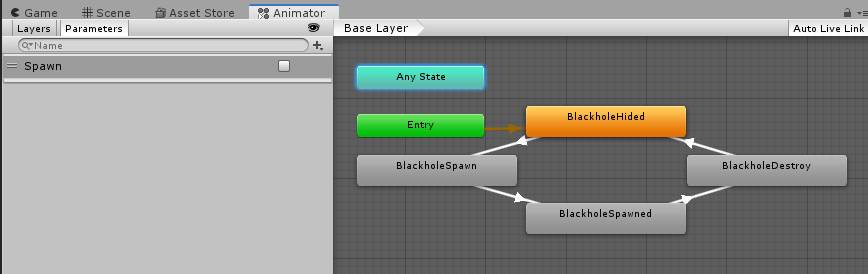 Game Scene Asset Store Animator
Layers Parameters
Name
Spawn
Base Layer
Auto Live Link
Any State
Entry
BlackholeHided
BlackholeSpawn
BlackholeDestroy
BlackholeSpawned